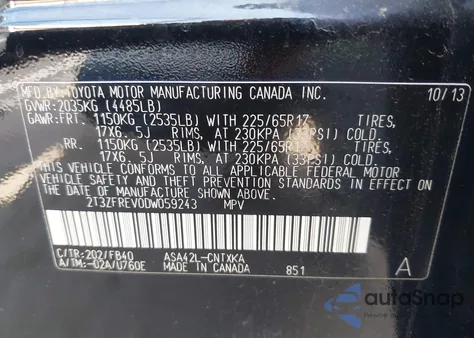 MFD.BY TOYOTA MOTOR MANUFACTURING CANADA INC. 10/13
GVWR:2035KG (4485LB)
GAWR:FRT. 1150KG (2535LB) WITH 225/65R17 TIRES,
17X6.5J RIMS, AT 230KPA (33PSI) COLD.
RR. 1150KG (2535LB) WITH 225/65R17 TIRES,
17X6.5J RIMS, AT 230KPA (33PSI) COLD.
THIS VEHICLE CONFORMS TO ALL APPLICABLE FEDERAL MOTOR
VEHICLE SAFETY AND THEFT PREVENTION STANDARDS IN EFFECT ON
THE DATE OF MANUFACTURE SHOWN ABOVE.
2T3ZFREV0DW059243 MPV
C/TR:202/FB40 ASA42L-CNTXKA
A/TM:-02A/U760E MADE IN CANADA 851 A
autoSnap